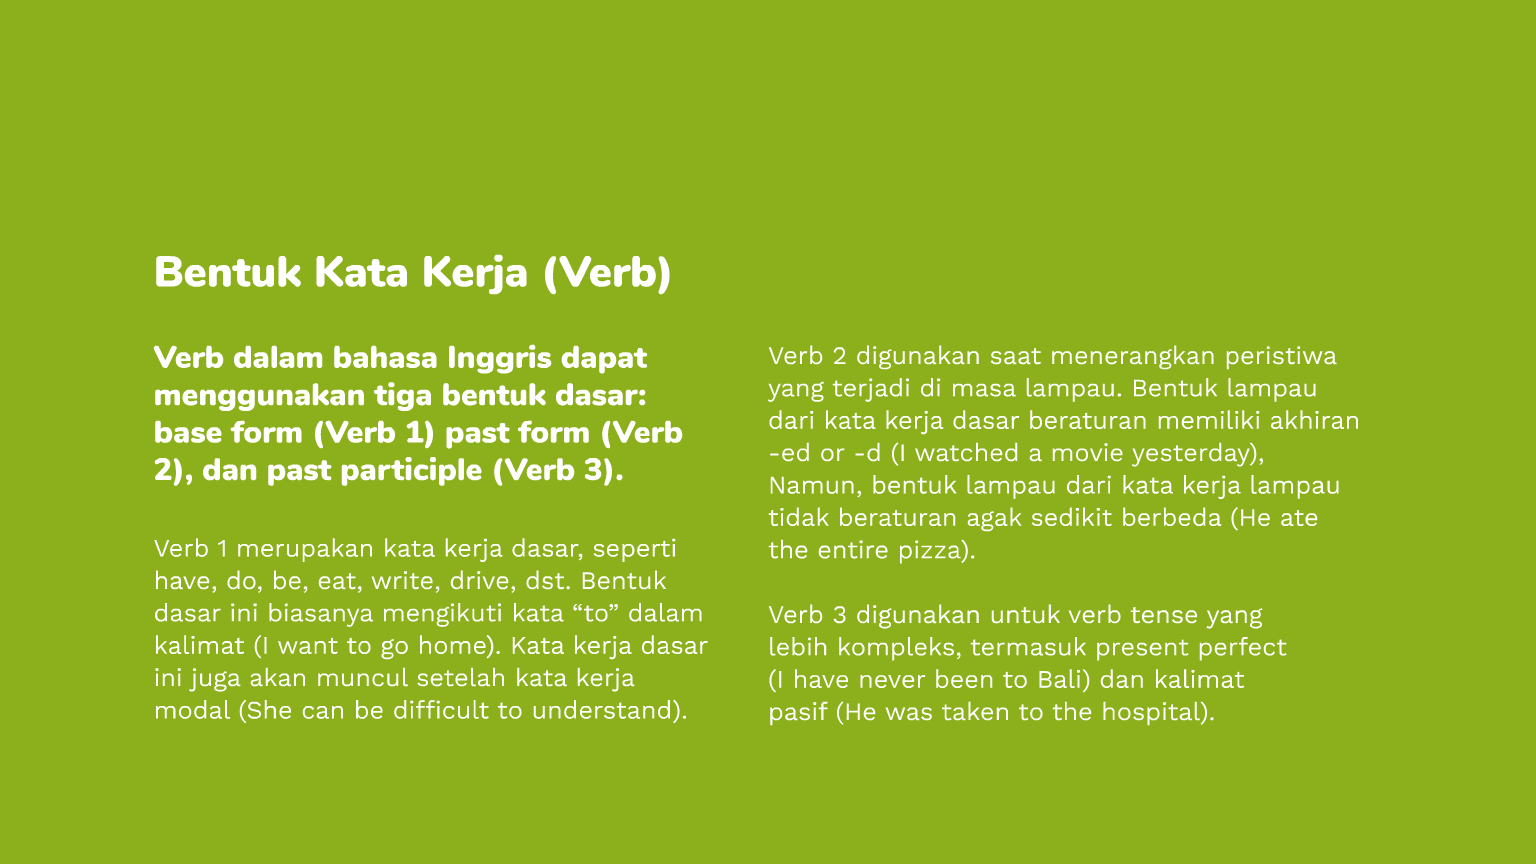 Bentuk Kata Kerja (Verb)
Verb dalam bahasa Inggris dapat
menggunakan tiga bentuk dasar:
base form (Verb 1) past form (Verb
2), dan past participle (Verb 3).
Verb 1 merupakan kata kerja dasar, seperti
have, do, be, eat, write, drive, dst. Bentuk
dasar ini biasanya mengikuti kata “to” dalam
kalimat (I want to go home). Kata kerja dasar
ini juga akan muncul setelah kata kerja
modal (She can be difficult to understand).
Verb 2 digunakan saat menerangkan peristiwa
yang terjadi di masa lampau. Bentuk lampau
dari kata kerja dasar beraturan memiliki akhiran
-ed or -d (I watched a movie yesterday),
Namun, bentuk lampau dari kata kerja lampau
tidak beraturan agak sedikit berbeda (He ate
the entire pizza).
Verb 3 digunakan untuk verb tense yang
lebih kompleks, termasuk present perfect
(I have never been to Bali) dan kalimat
pasif (He was taken to the hospital).